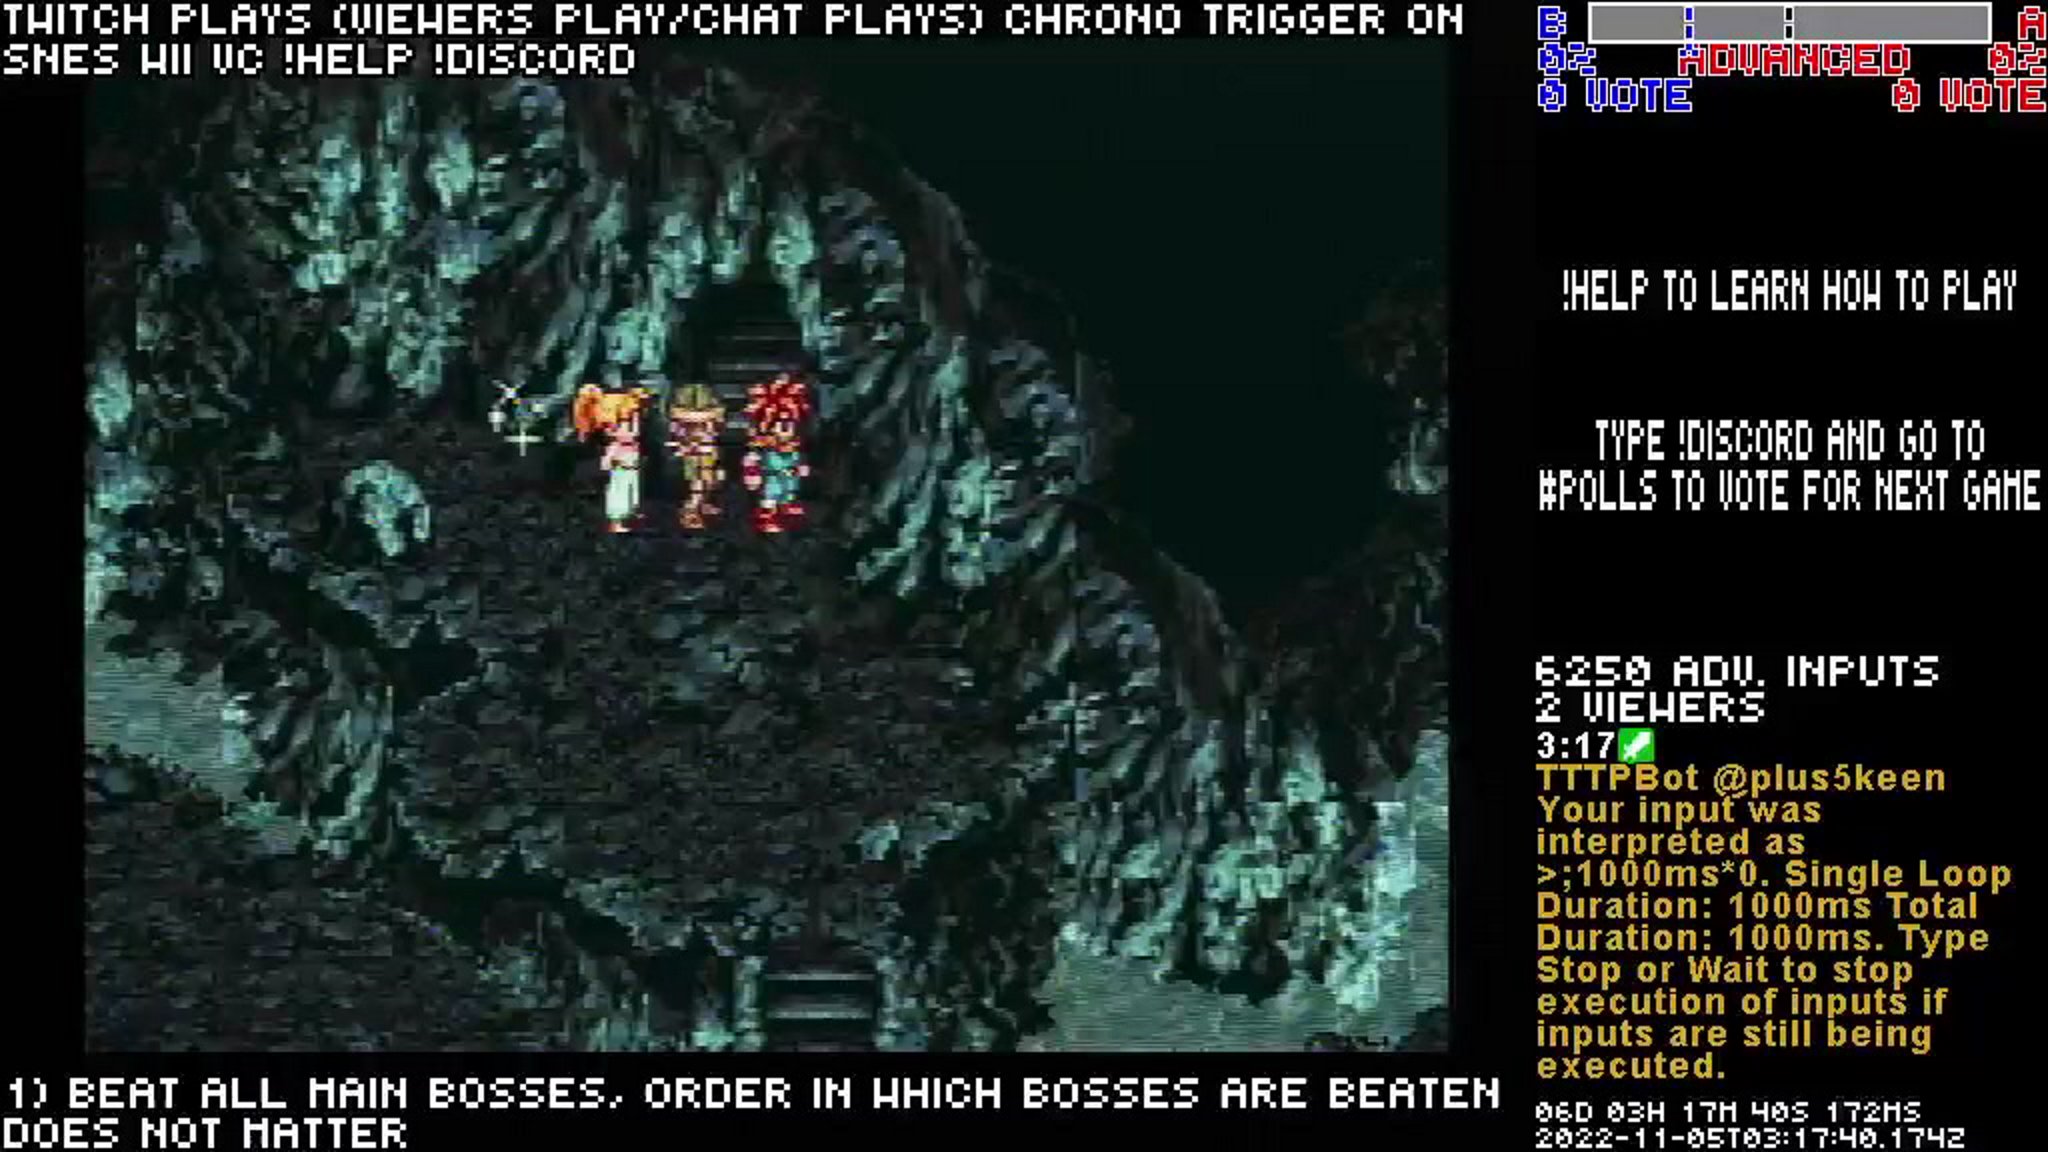 TWITCH PLAYS (VIEWERS PLAY/CHAT PLAYS) CHRONO TRIGGER ON
SNES WII VC !HELP !DISCORD
B A
0% ADVANCED 0%
0 VOTE 0 VOTE
!HELP TO LEARN HOW TO PLAY
TYPE !DISCORD AND GO TO
#POLLS TO VOTE FOR NEXT GAME
6250 ADV. INPUTS
2 VIEWERS
3:17
TTTPBot @plus5keen
Your input was
interpreted as
>;1000ms*0. Single Loop
Duration: 1000ms Total
Duration: 1000ms. Type
Stop or Wait to stop
execution of inputs if
inputs are still being
executed.
1) BEAT ALL MAIN BOSSES, ORDER IN WHICH BOSSES ARE BEATEN
DOES NOT MATTER
06D 03H 17M 40S 172MS
2022-11-05T03:17:40.174Z